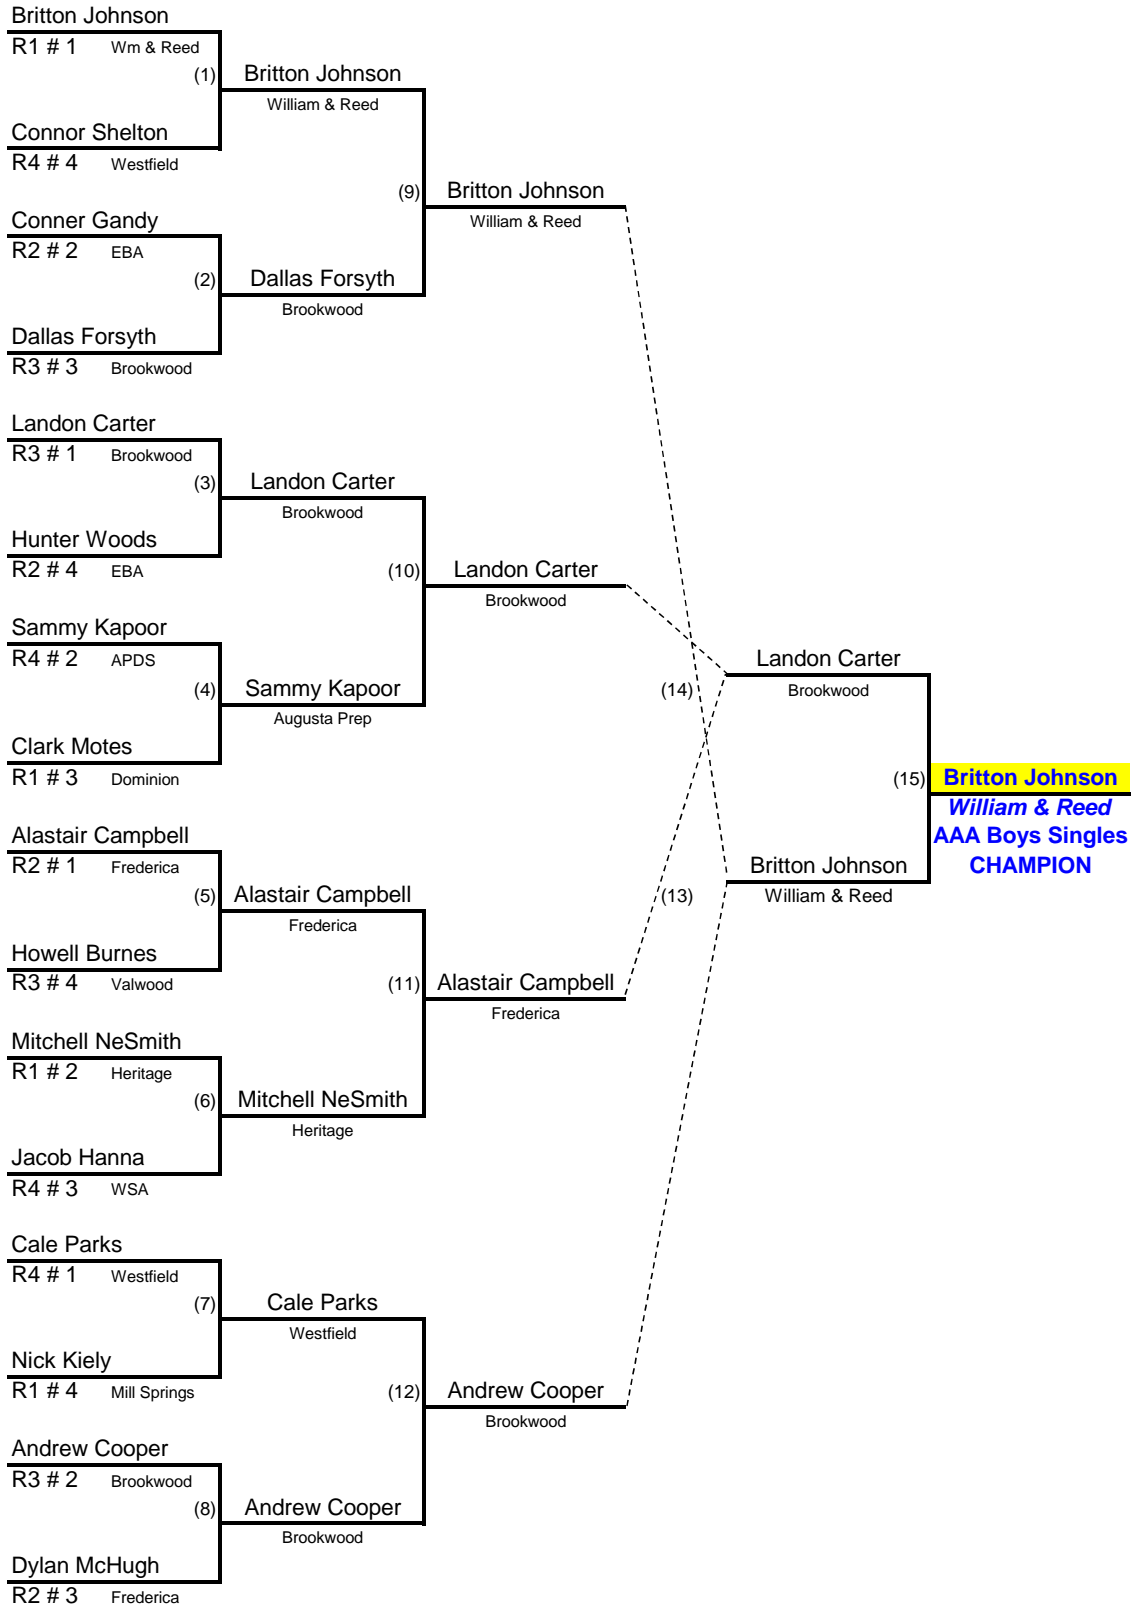 Britton Johnson
R1 # 1 Wm & Reed
(1)
Britton Johnson
William & Reed
Connor Shelton
R4 # 4 Westfield
(9)
Britton Johnson
William & Reed
Conner Gandy
R2 # 2 EBA
(2)
Dallas Forsyth
Brookwood
Dallas Forsyth
R3 # 3 Brookwood
Landon Carter
R3 # 1 Brookwood
(3)
Landon Carter
Brookwood
Hunter Woods
R2 # 4 EBA
(10)
Landon Carter
Brookwood
Sammy Kapoor
R4 # 2 APDS
(4)
Sammy Kapoor
Augusta Prep
Clark Motes
R1 # 3 Dominion
(14)
Landon Carter
Brookwood
(15)
Britton Johnson
William & Reed
AAA Boys Singles
CHAMPION
Alastair Campbell
R2 # 1 Frederica
(5)
Alastair Campbell
Frederica
(13)
Britton Johnson
William & Reed
Howell Burnes
R3 # 4 Valwood
(11)
Alastair Campbell
Frederica
Mitchell NeSmith
R1 # 2 Heritage
(6)
Mitchell NeSmith
Heritage
Jacob Hanna
R4 # 3 WSA
Cale Parks
R4 # 1 Westfield
(7)
Cale Parks
Westfield
Nick Kiely
R1 # 4 Mill Springs
(12)
Andrew Cooper
Brookwood
Andrew Cooper
R3 # 2 Brookwood
(8)
Andrew Cooper
Brookwood
Dylan McHugh
R2 # 3 Frederica